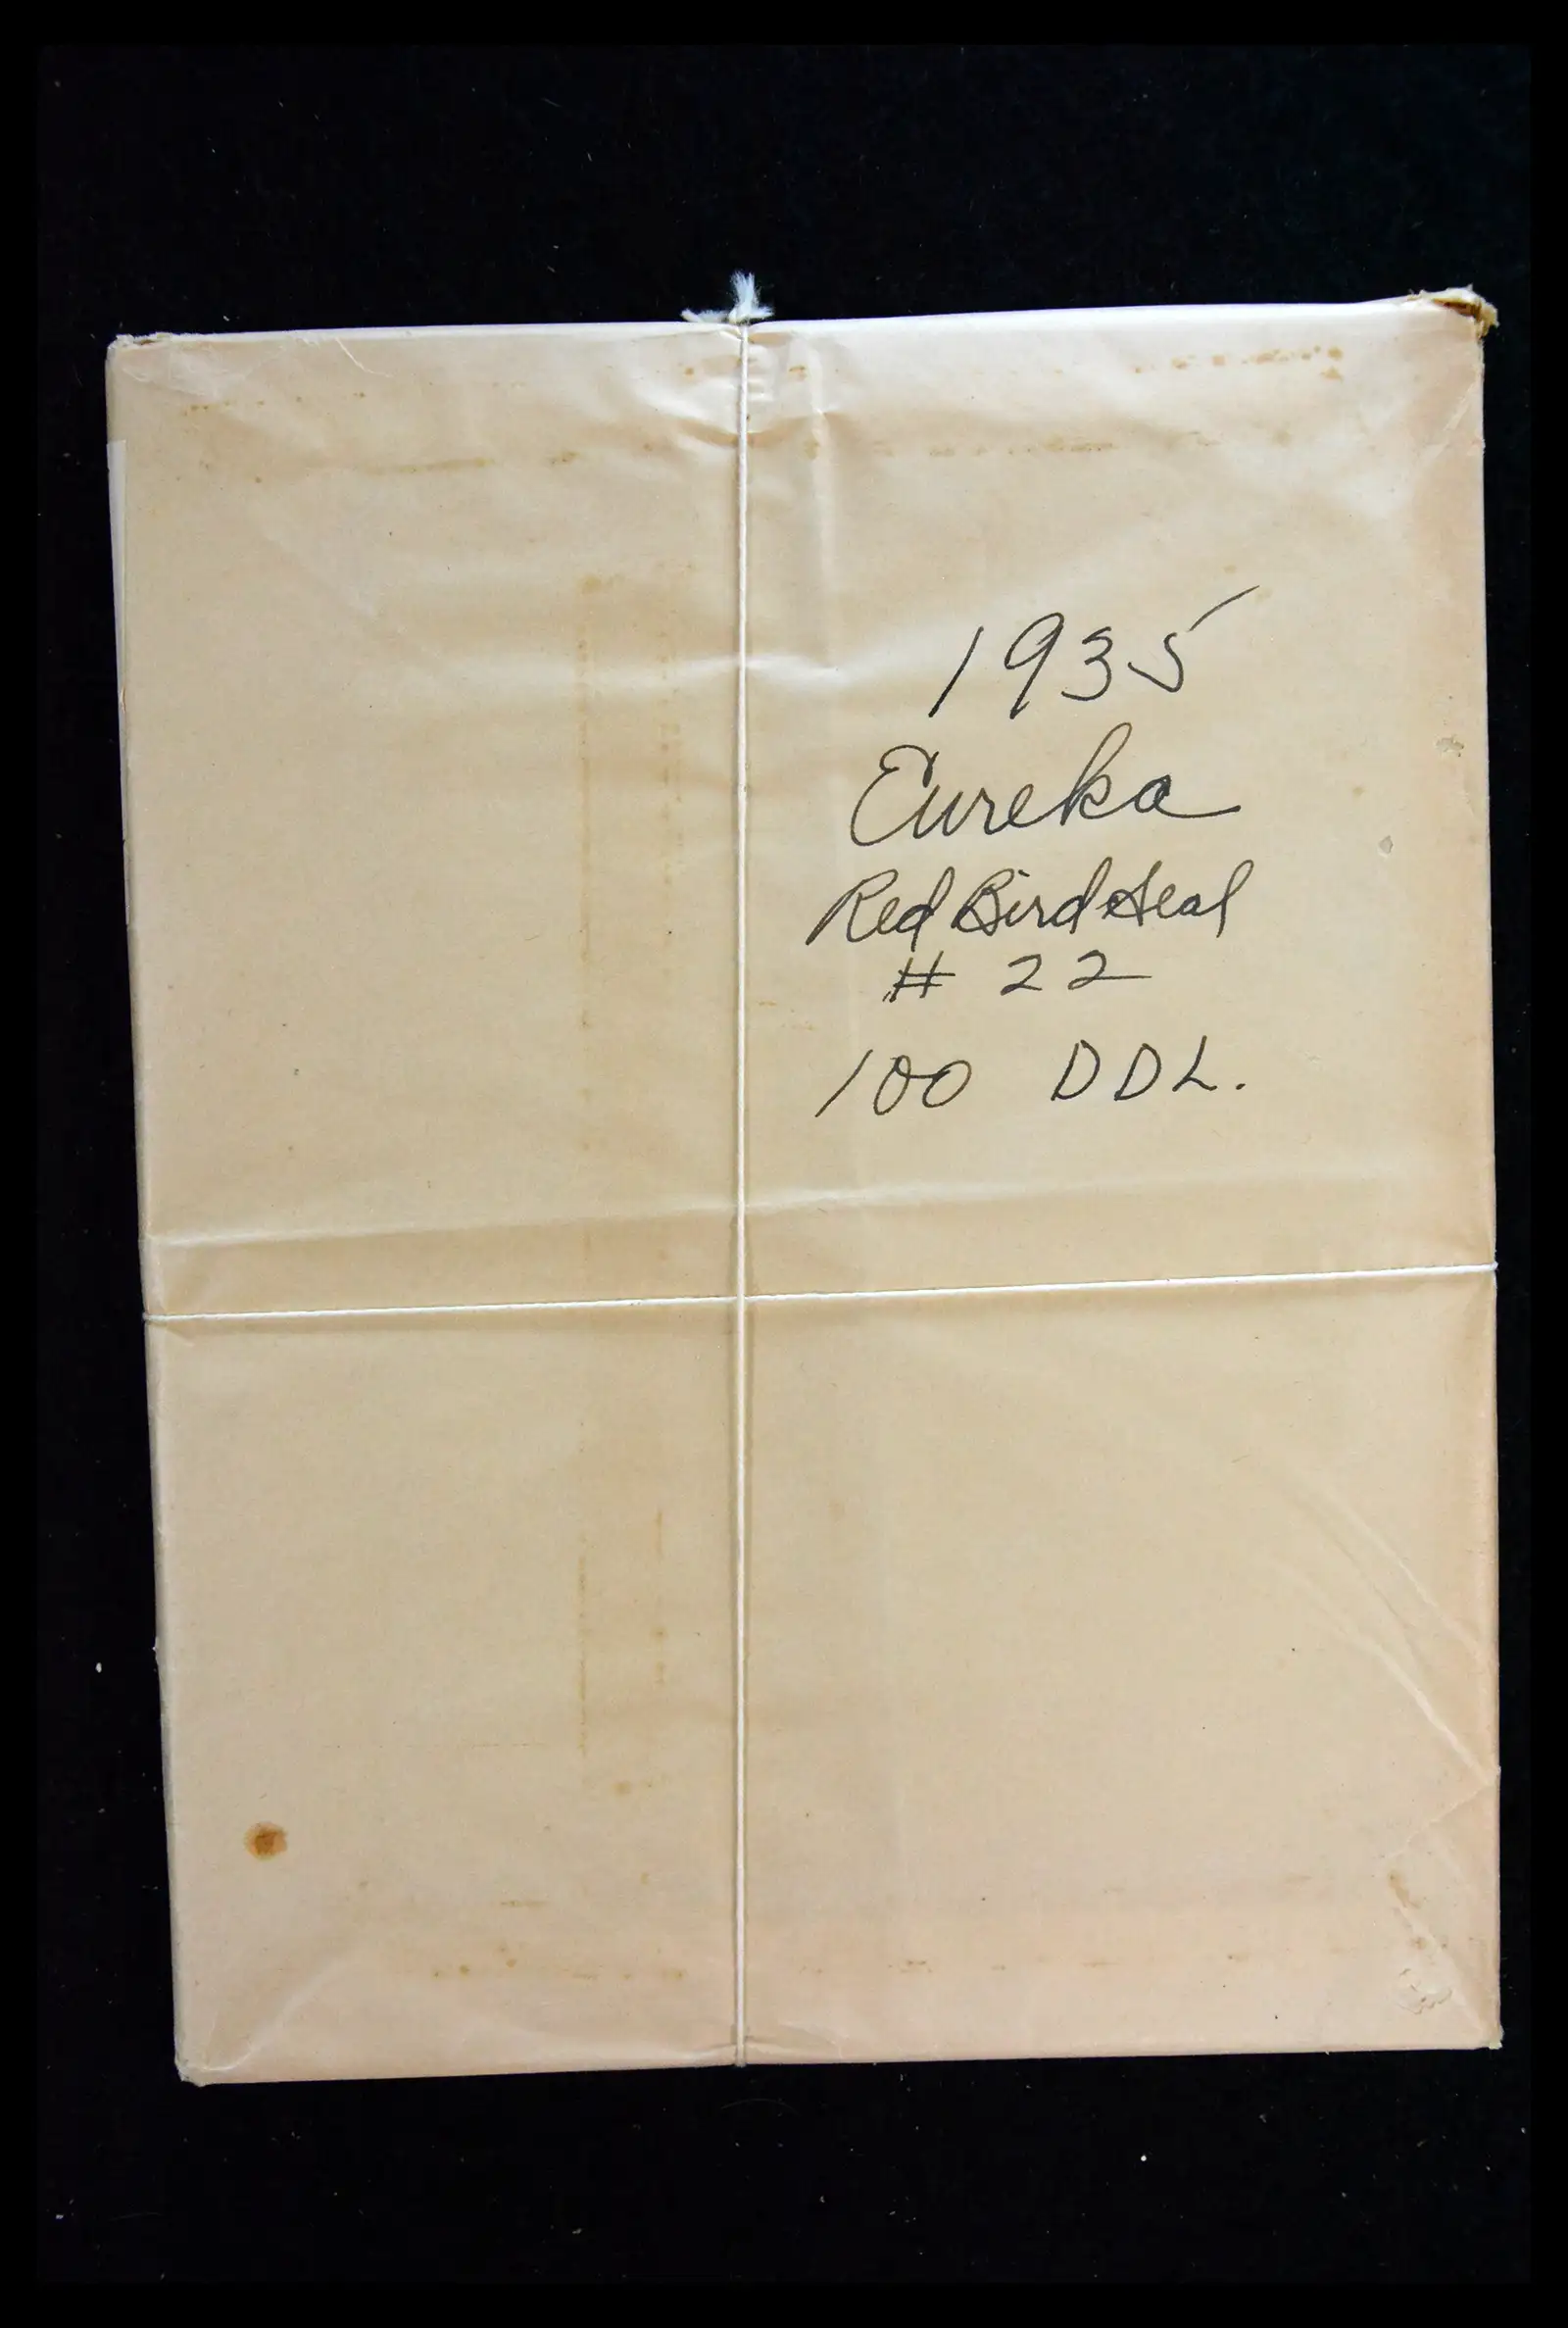 1935
Eureka
Red Bird Seal
# 22
100 DDL.